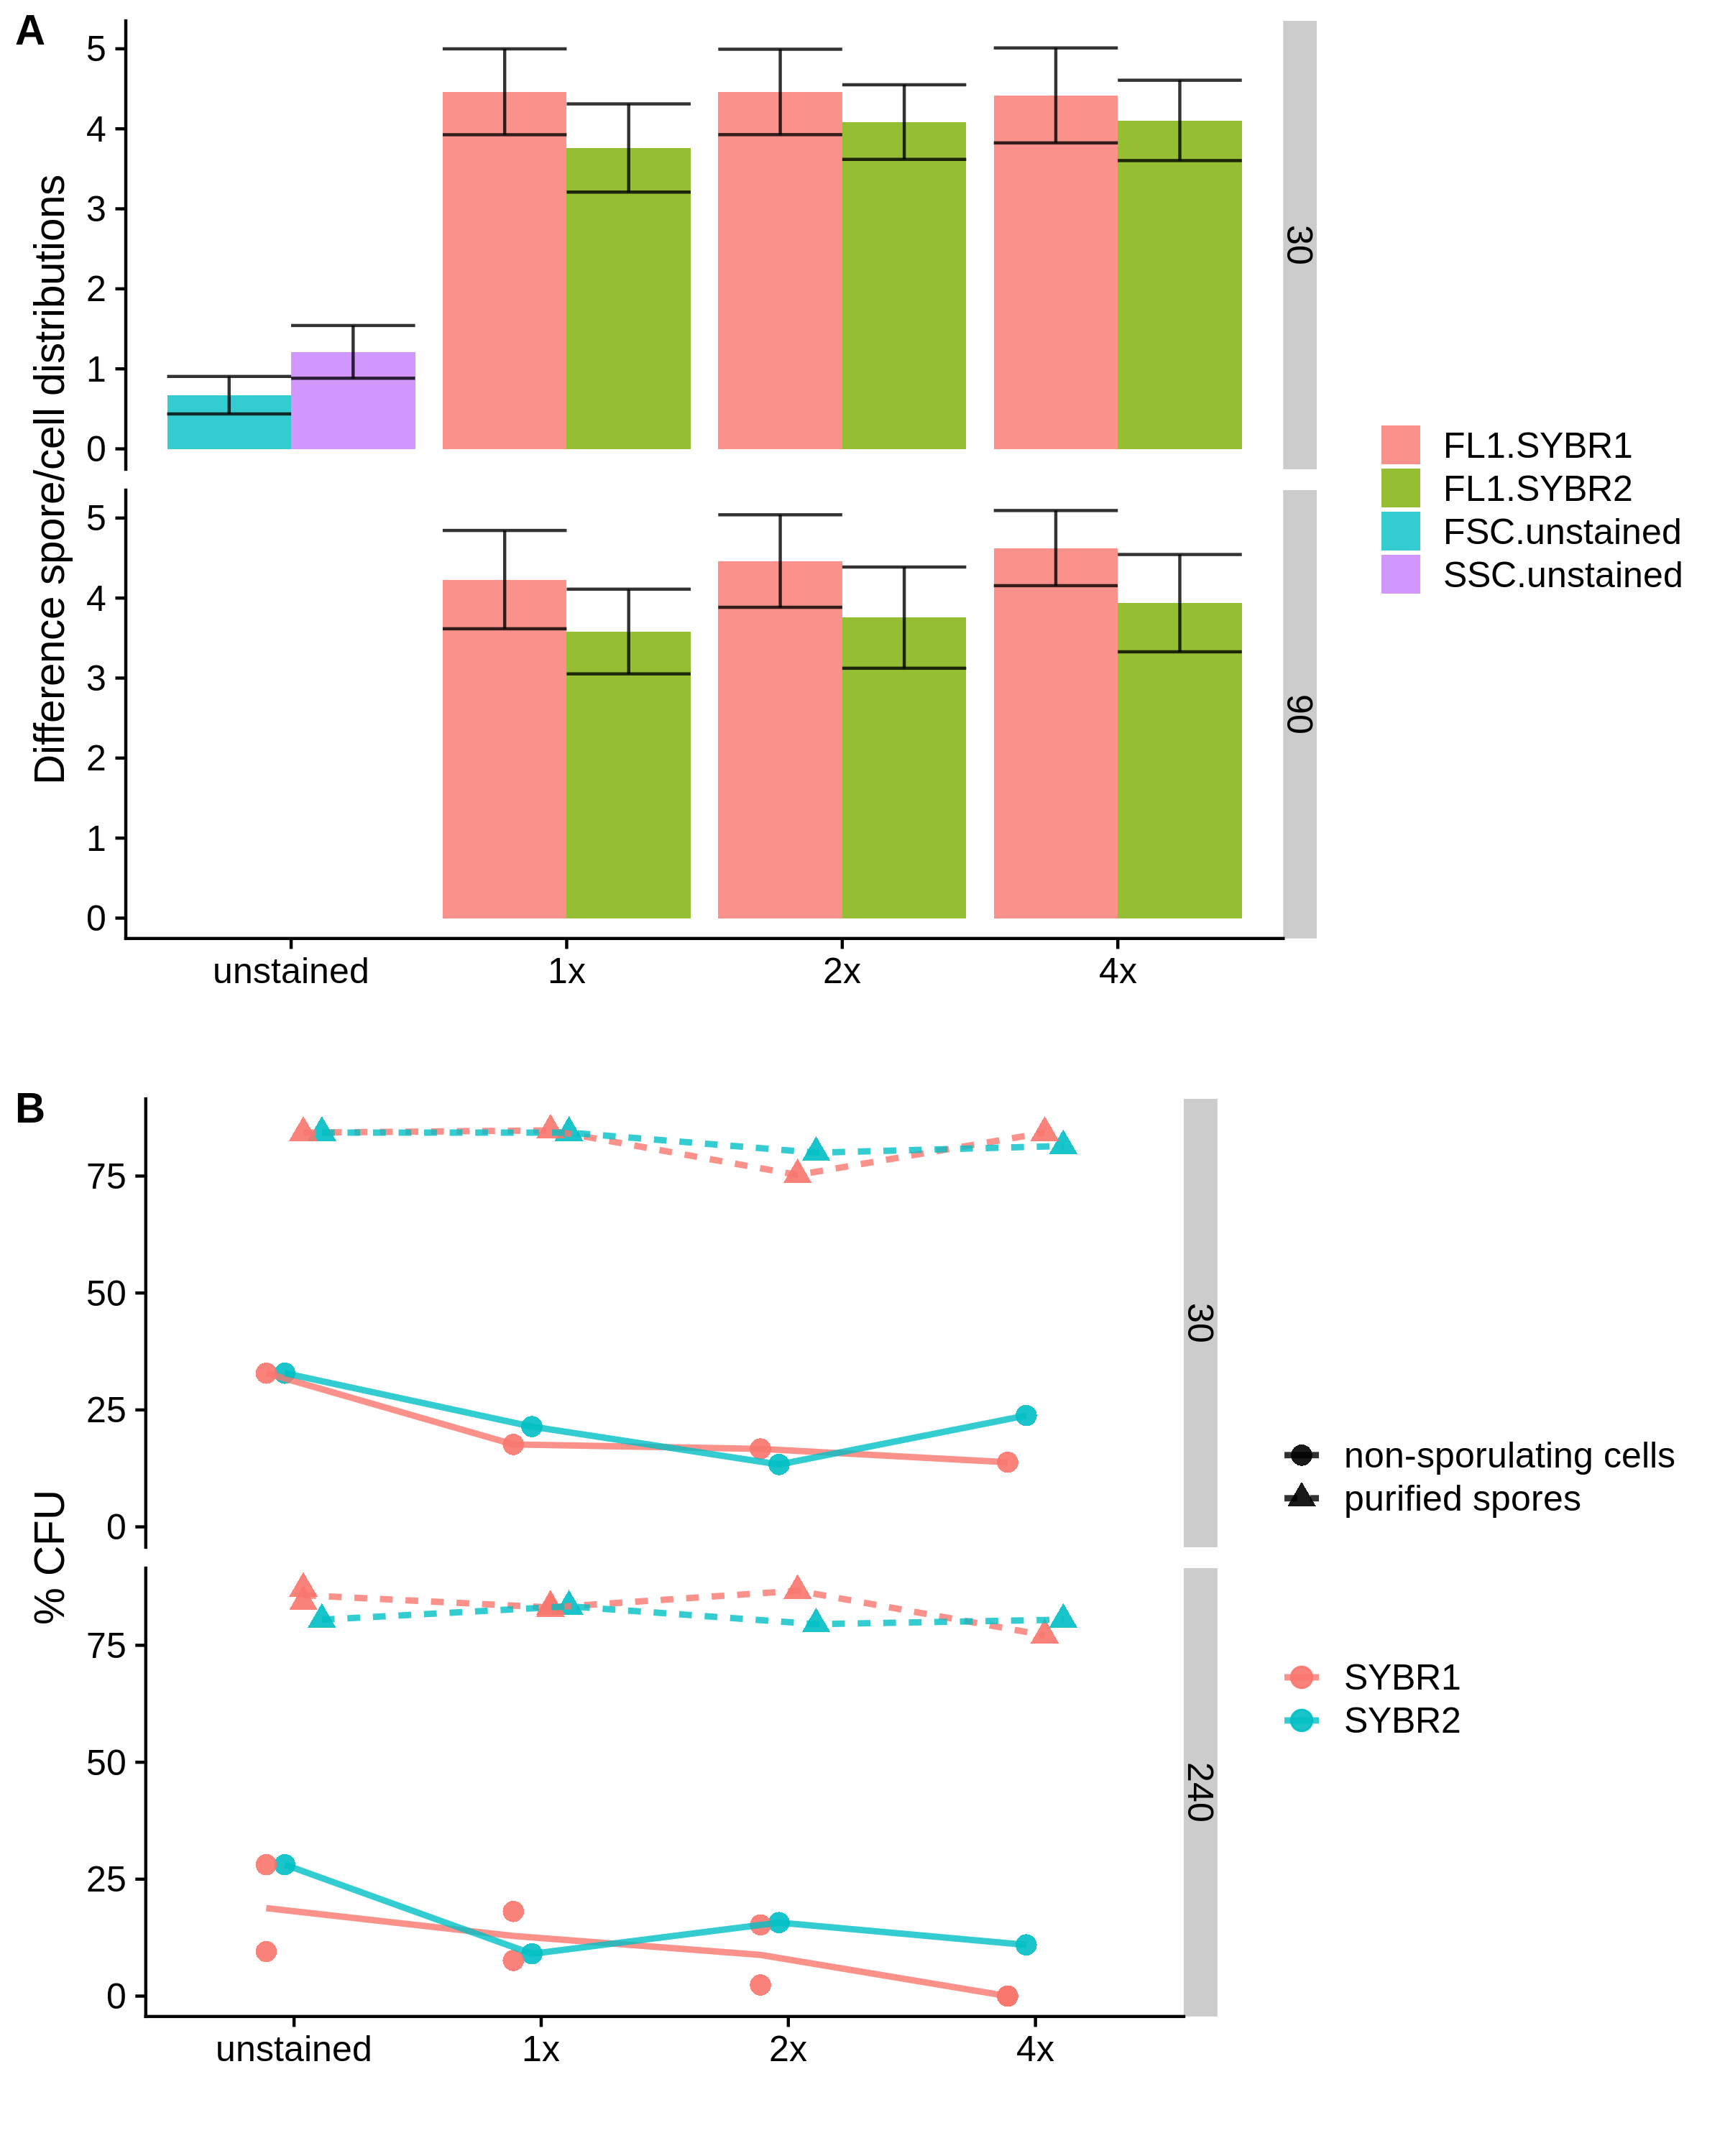 A
Difference spore/cell distributions
5
4
3
2
1
0
30
5
4
3
2
1
0
90
unstained 1x 2x 4x
FL1.SYBR1
FL1.SYBR2
FSC.unstained
SSC.unstained
B
% CFU
75
50
25
0
30
75
50
25
0
240
unstained 1x 2x 4x
non-sporulating cells
purified spores
SYBR1
SYBR2